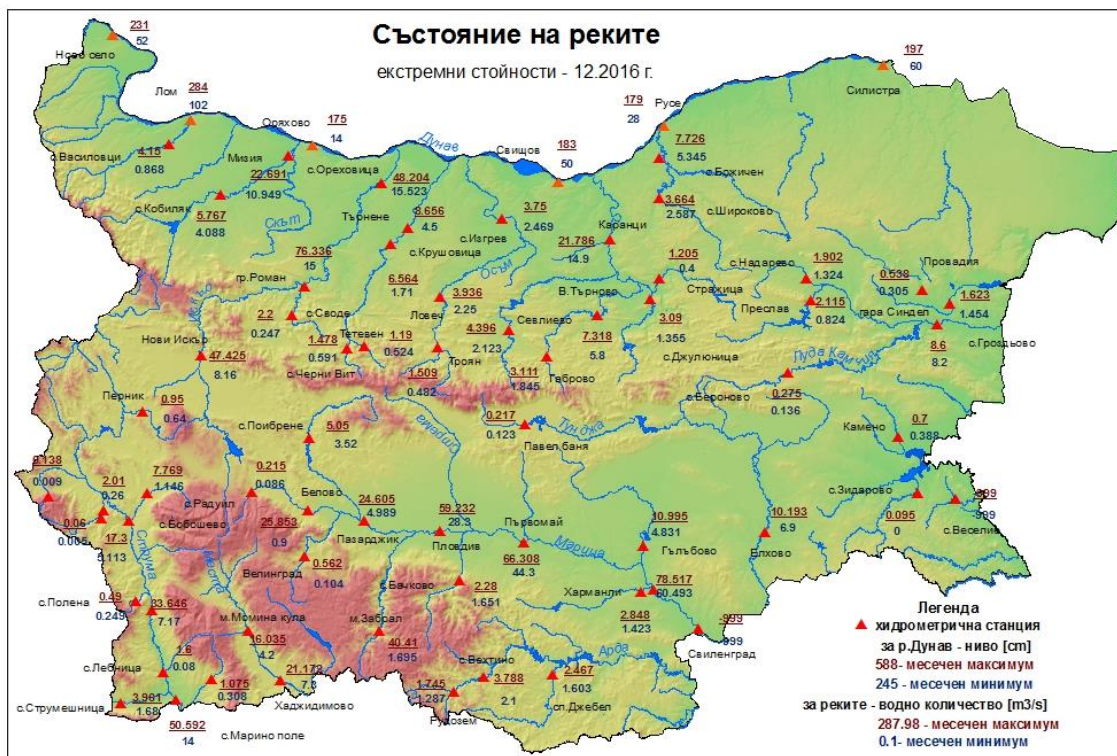 Състояние на реките
екстремни стойности - 12.2016 г.
231
52
Ново село
197
60
Силистра
Лом
284
102
Оряхово
175
14
179
28
Русе
Дунав
Свищов
183
50
7.726
5.345
с.Божичен
с.Василовци
4.15
0.868
Мизия
22.691
10.949
с.Ореховица
48.204
15.523
с.Кобиляк
5.767
4.088
Скът
Търнене
8.656
4.5
с.Крушовица
с.Изгрев
3.75
2.469
Каранци
21.786
14.9
3.664
2.587
с.Широково
76.336
15
гр.Роман
Искър
6.564
1.71
Осъм
1.205
0.4
Стражица
с.Надарево
1.902
1.324
0.538
0.305
Провадия
1.623
1.454
2.2
0.247
с.Своде
Ловеч
3.936
2.25
Севлиево
В.Търново
3.09
1.355
Преслав
2.115
0.824
гара Синдел
Нови Искър
47.425
8.16
1.478
0.591
Тетевен
1.19
0.524
4.396
2.123
7.318
5.8
с.Джулюница
8.6
8.2
с.Гроздьово
с.Черни Вит
1.509
0.482
Троян
3.111
1.845
Габрово
Луда Камчия
с.Бероново
0.275
0.136
Перник
0.95
0.64
с.Поибрене
5.05
3.52
стряма
0.217
0.123
Павел баня
Тунджа
0.7
0.388
Камено
9.138
0.009
2.01
0.26
7.769
1.146
с.Радуил
0.215
0.086
Белово
24.605
4.989
59.232
28.3
Първомай
10.995
4.831
10.193
6.9
с.Зидарово
-999
-999
с.Веселие
0.06
0.005
17.3
5.113
с.Бобошево
25.853
0.9
Пазарджик
Пловдив
66.308
44.3
Марица
Гълъбово
Елхово
0.095
0
Струма
Места
Велинград
0.562
0.104
с.Бачково
2.28
1.651
Харманли
78.517
60.493
с.Полена
0.49
0.249
33.646
7.17
м.Момина кула
16.035
4.2
м.Забрал
40.41
1.695
2.848
1.423
-999
-999
Свиленград
с.Лебница
1.6
0.08
с.Вехтино
3.788
2.1
Арда
2.467
1.603
сп.Джебел
с.Струмешница
3.961
1.68
1.075
0.308
21.172
7.3
Хаджидимово
1.745
1.287
Рудозем
50.592
14
с.Марино поле
Легенда
хидрометрична станция
за р.Дунав - ниво [cm]
588- месечен максимум
245 - месечен минимум
за реките - водно количество [m3/s]
287.98 - месечен максимум
0.1- месечен минимум